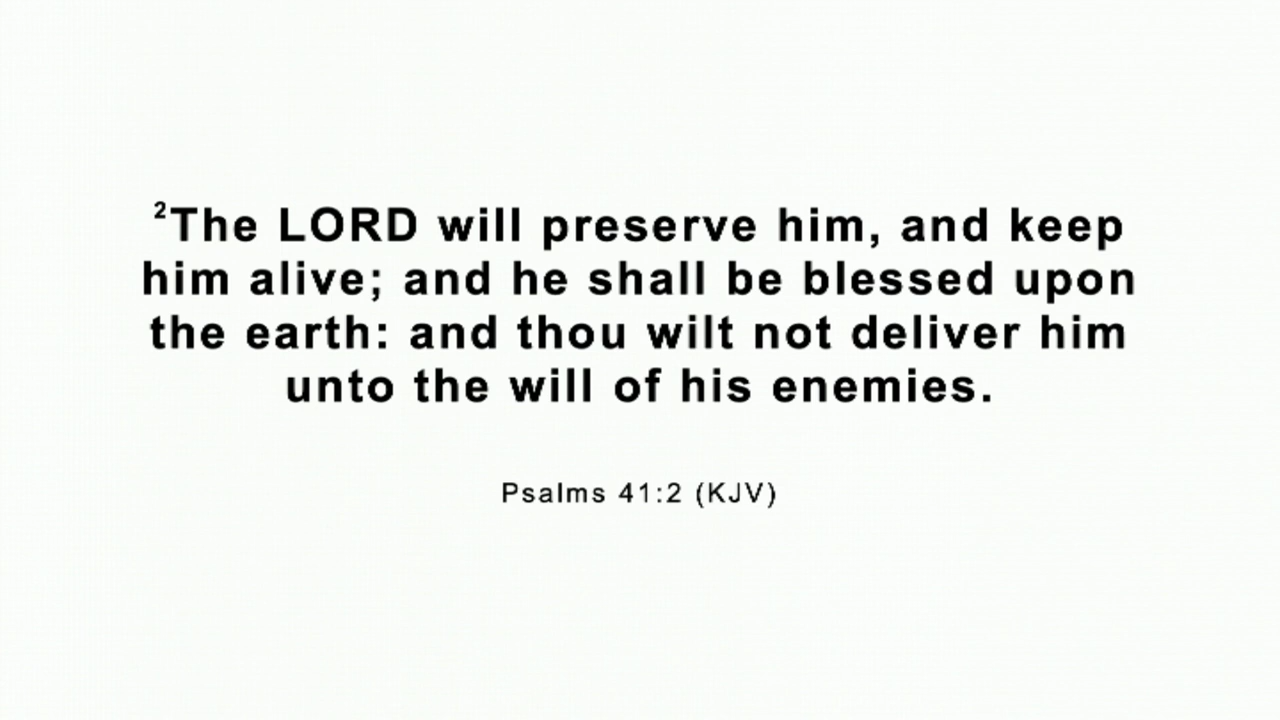 ²The LORD will preserve him, and keep
him alive; and he shall be blessed upon
the earth: and thou wilt not deliver him
unto the will of his enemies.
Psalms 41:2 (KJV)